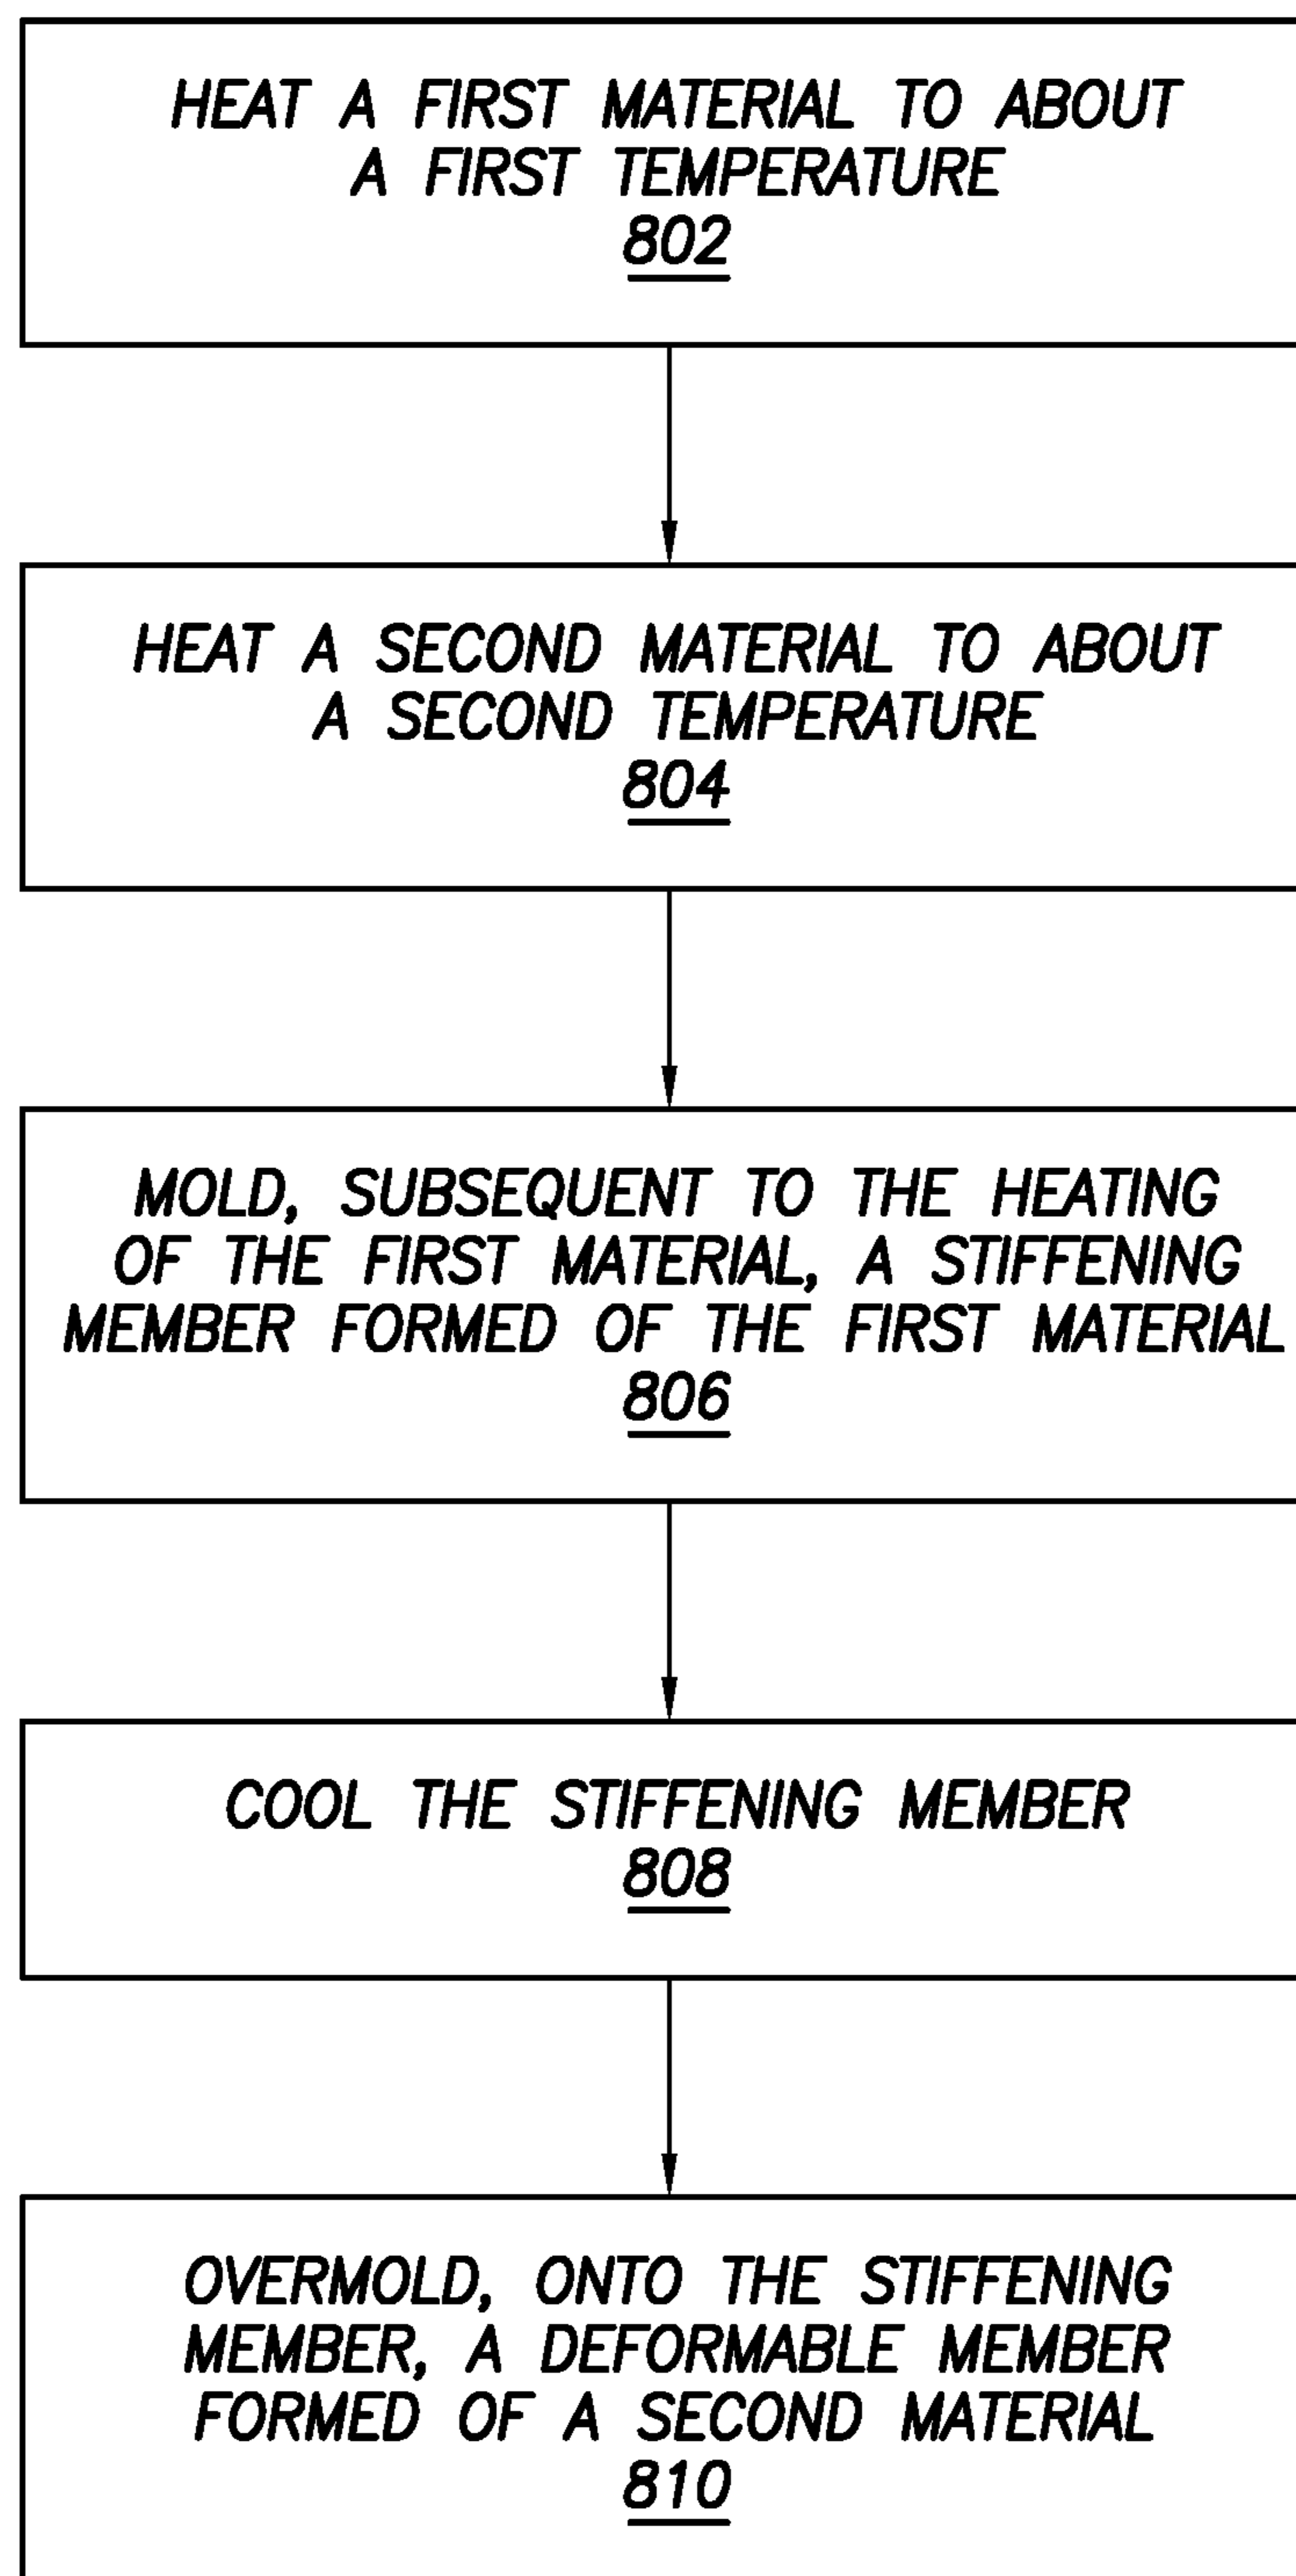 HEAT A FIRST MATERIAL TO ABOUT
A FIRST TEMPERATURE
802
HEAT A SECOND MATERIAL TO ABOUT
A SECOND TEMPERATURE
804
MOLD, SUBSEQUENT TO THE HEATING
OF THE FIRST MATERIAL, A STIFFENING
MEMBER FORMED OF THE FIRST MATERIAL
806
COOL THE STIFFENING MEMBER
808
OVERMOLD, ONTO THE STIFFENING
MEMBER, A DEFORMABLE MEMBER
FORMED OF A SECOND MATERIAL
810